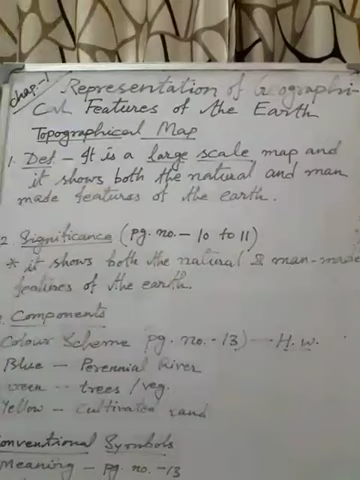 Chap:-1
Representation of Geographi-
cal Features of the Earth
Topographical Map
1. Def - It is a large scale map and
it shows both the natural and man
made features of the earth.
2. Significance (pg. no. - 10 to 11)
* it shows both the natural & man-made
features of the earth.
3. Components
Colour Scheme pg. no. - 13) - H.w.
Blue - Perennial River
Green -- trees/veg.
Yellow - Cultivated Land
Conventional Symbols
Meaning - pg. no. - 13